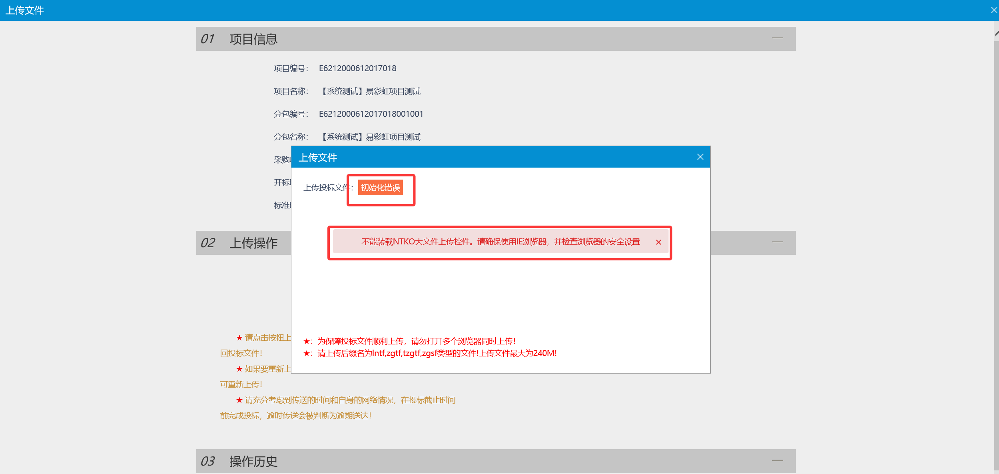 上传文件
01 项目信息
项目编号： E6212000612017018
项目名称： 【系统测试】易彩虹项目测试
分包编号： E6212000612017018001001
分包名称： 【系统测试】易彩虹项目测试
采购
开标
标准
上传文件
上传投标文件： 初始化错误
不能装载NTKO大文件上传控件。请确保使用IE浏览器，并检查浏览器的安全设置
★：为保障投标文件顺利上传，请勿打开多个浏览器同时上传！
★：请上传后缀名为lntf,zgtf,tzgtf,zgsf类型的文件!上传文件最大为240M!
02 上传操作
★ 请点击按钮上
回投标文件！
★ 如果要重新上
可重新上传！
★ 请充分考虑到传送的时间和自身的网络情况，在投标截止时间
前完成投标，逾时传送会被判断为逾期送达！
03 操作历史